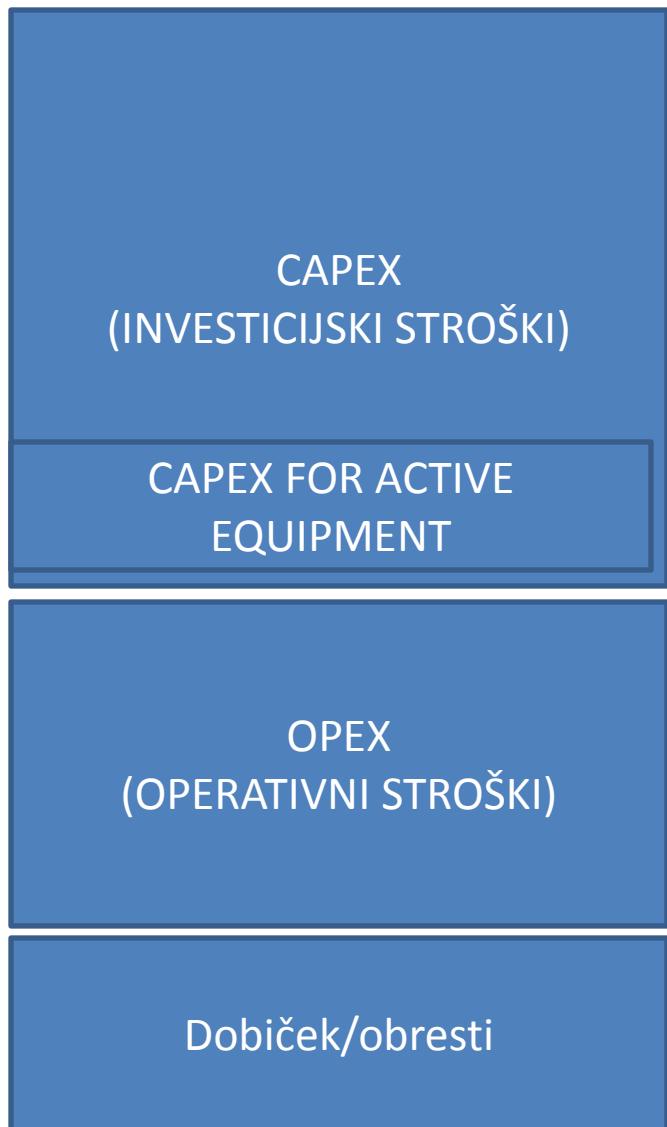 CAPEX
(INVESTICIJSKI STROŠKI)
CAPEX FOR ACTIVE
EQUIPMENT
OPEX
(OPERATIVNI STROŠKI)
Dobiček/obresti